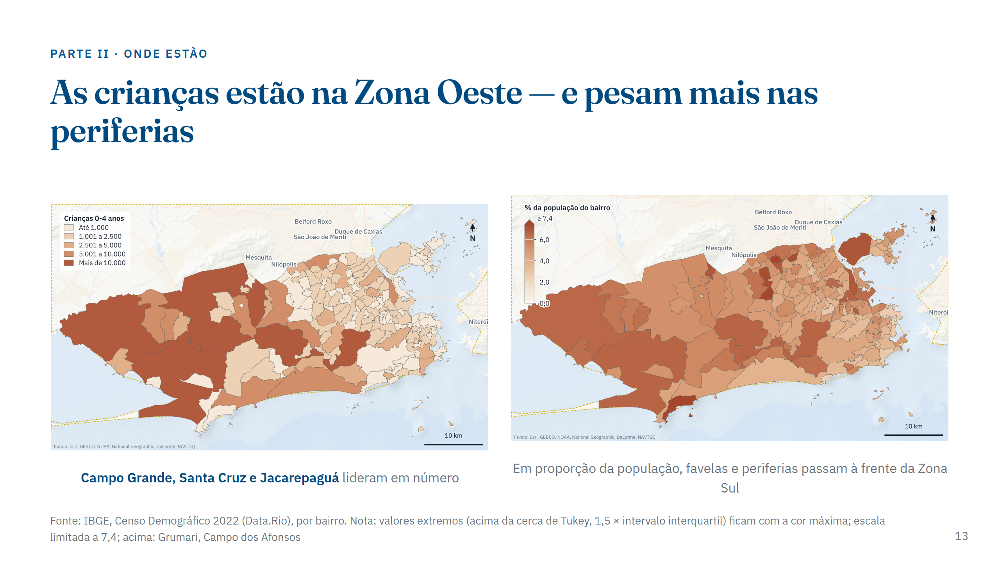 PARTE II · ONDE ESTÃO
As crianças estão na Zona Oeste — e pesam mais nas
periferias
Crianças 0-4 anos
Até 1.000
1.001 a 2.500
2.501 a 5.000
5.001 a 10.000
Mais de 10.000
Belford Roxo
Duque de Caxias
São João de Meriti
Mesquita
Nilópolis
Niterói
N
10 km
Fundo: Esri, GEBCO, NOAA, National Geographic, DeLorme, NAVTEQ
Campo Grande, Santa Cruz e Jacarepaguá lideram em número
% da população do bairro
≥ 7,4
6,0
4,0
2,0
0,0
Belford Roxo
Duque de Caxias
São João de Meriti
Mesquita
Nilópolis
Niterói
N
10 km
Fundo: Esri, GEBCO, NOAA, National Geographic, DeLorme, NAVTEQ
Em proporção da população, favelas e periferias passam à frente da Zona
Sul
Fonte: IBGE, Censo Demográfico 2022 (Data.Rio), por bairro. Nota: valores extremos (acima da cerca de Tukey, 1,5 × intervalo interquartil) ficam com a cor máxima; escala
limitada a 7,4; acima: Grumari, Campo dos Afonsos
13